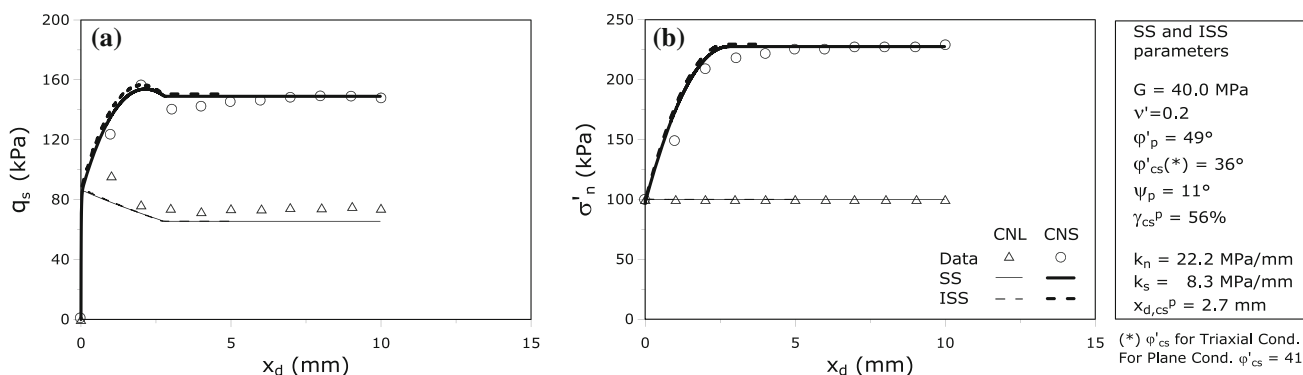 200
160
120
80
40
0
q_s (kPa)
(a)
0
5
10
15
x_d (mm)
250
200
150
100
50
0
σ'_n (kPa)
(b)
CNL CNS
Data
SS
ISS
0
5
10
15
x_d (mm)
SS and ISS
parameters
G = 40.0 MPa
ν'=0.2
φ'_p = 49°
φ'_cs(*) = 36°
ψ_p = 11°
γ_cs^p = 56%
k_n = 22.2 MPa/mm
k_s = 8.3 MPa/mm
x_d,cs^p = 2.7 mm
(*) φ'_cs for Triaxial Cond.
For Plane Cond. φ'_cs = 41